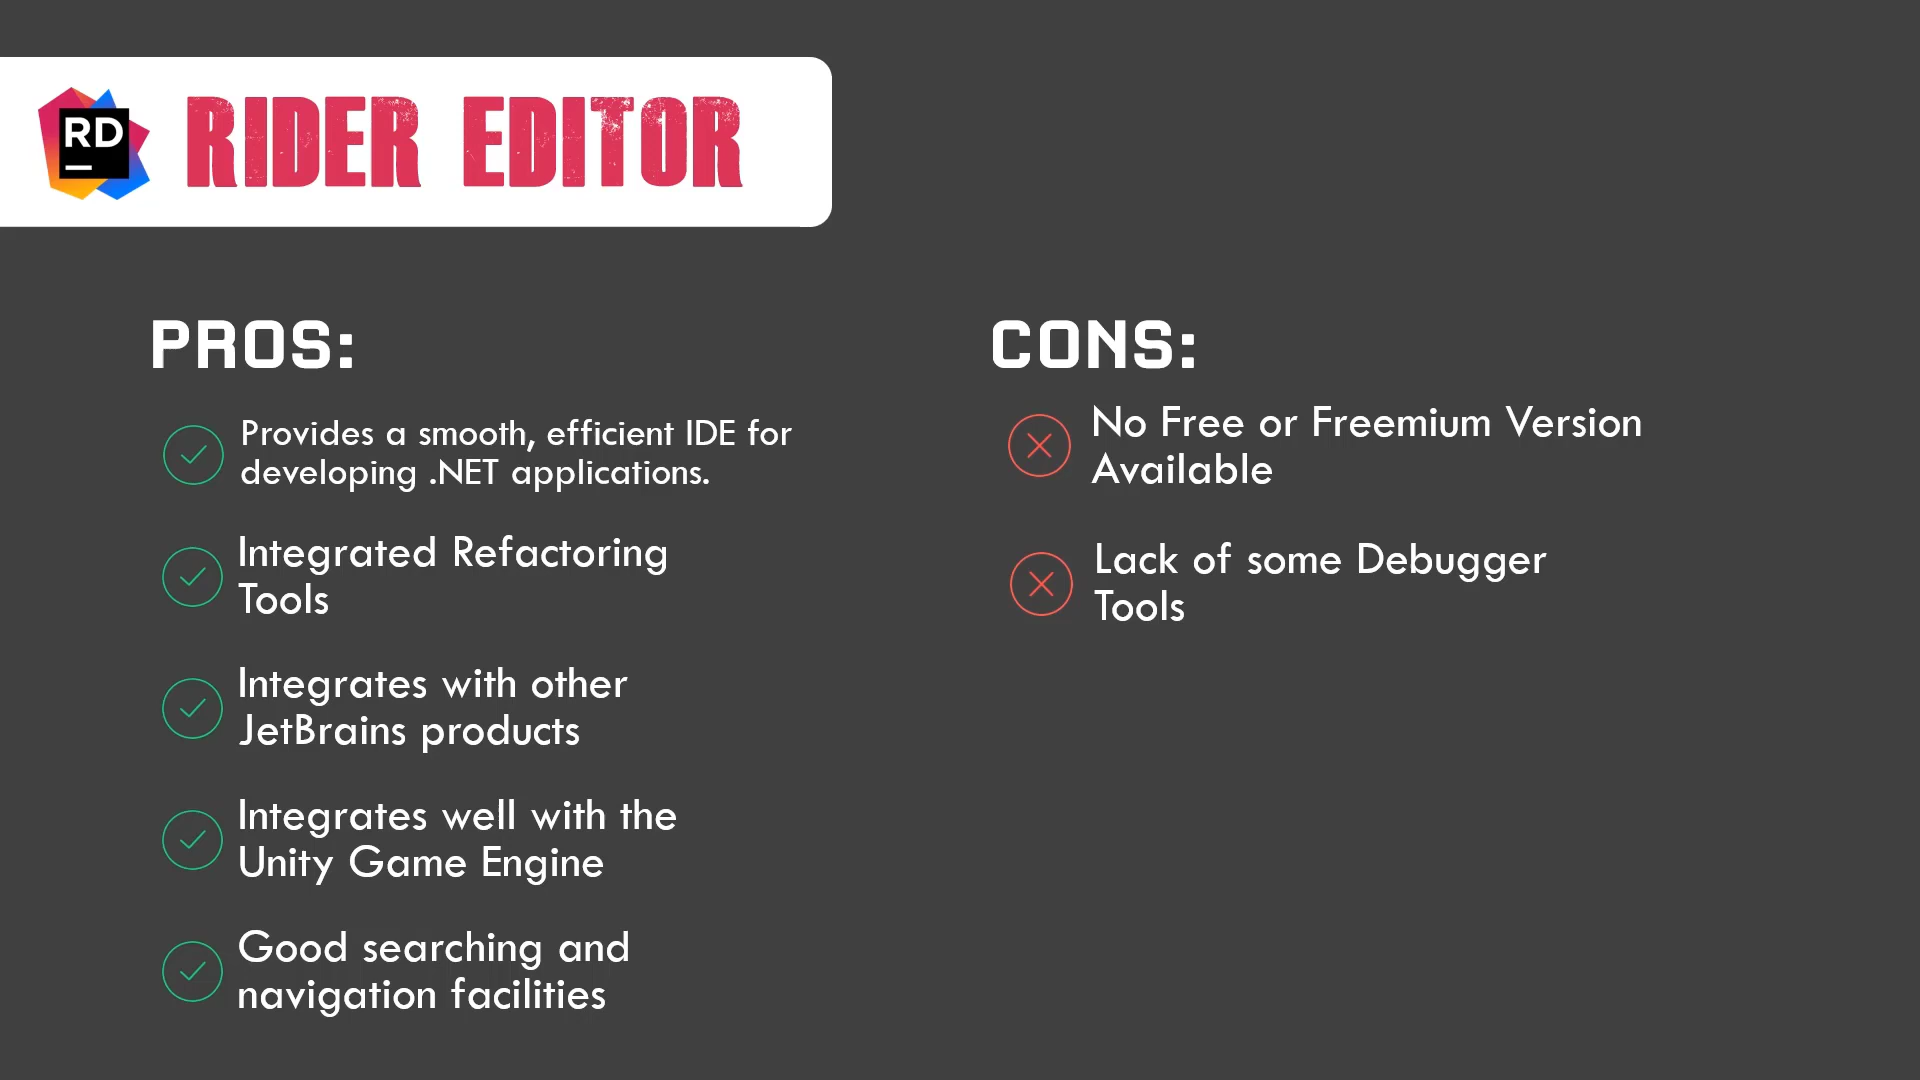 RD
RIDER EDITOR
PROS:
Provides a smooth, efficient IDE for
developing .NET applications.
Integrated Refactoring
Tools
Integrates with other
JetBrains products
Integrates well with the
Unity Game Engine
Good searching and
navigation facilities
CONS:
No Free or Freemium Version
Available
Lack of some Debugger
Tools